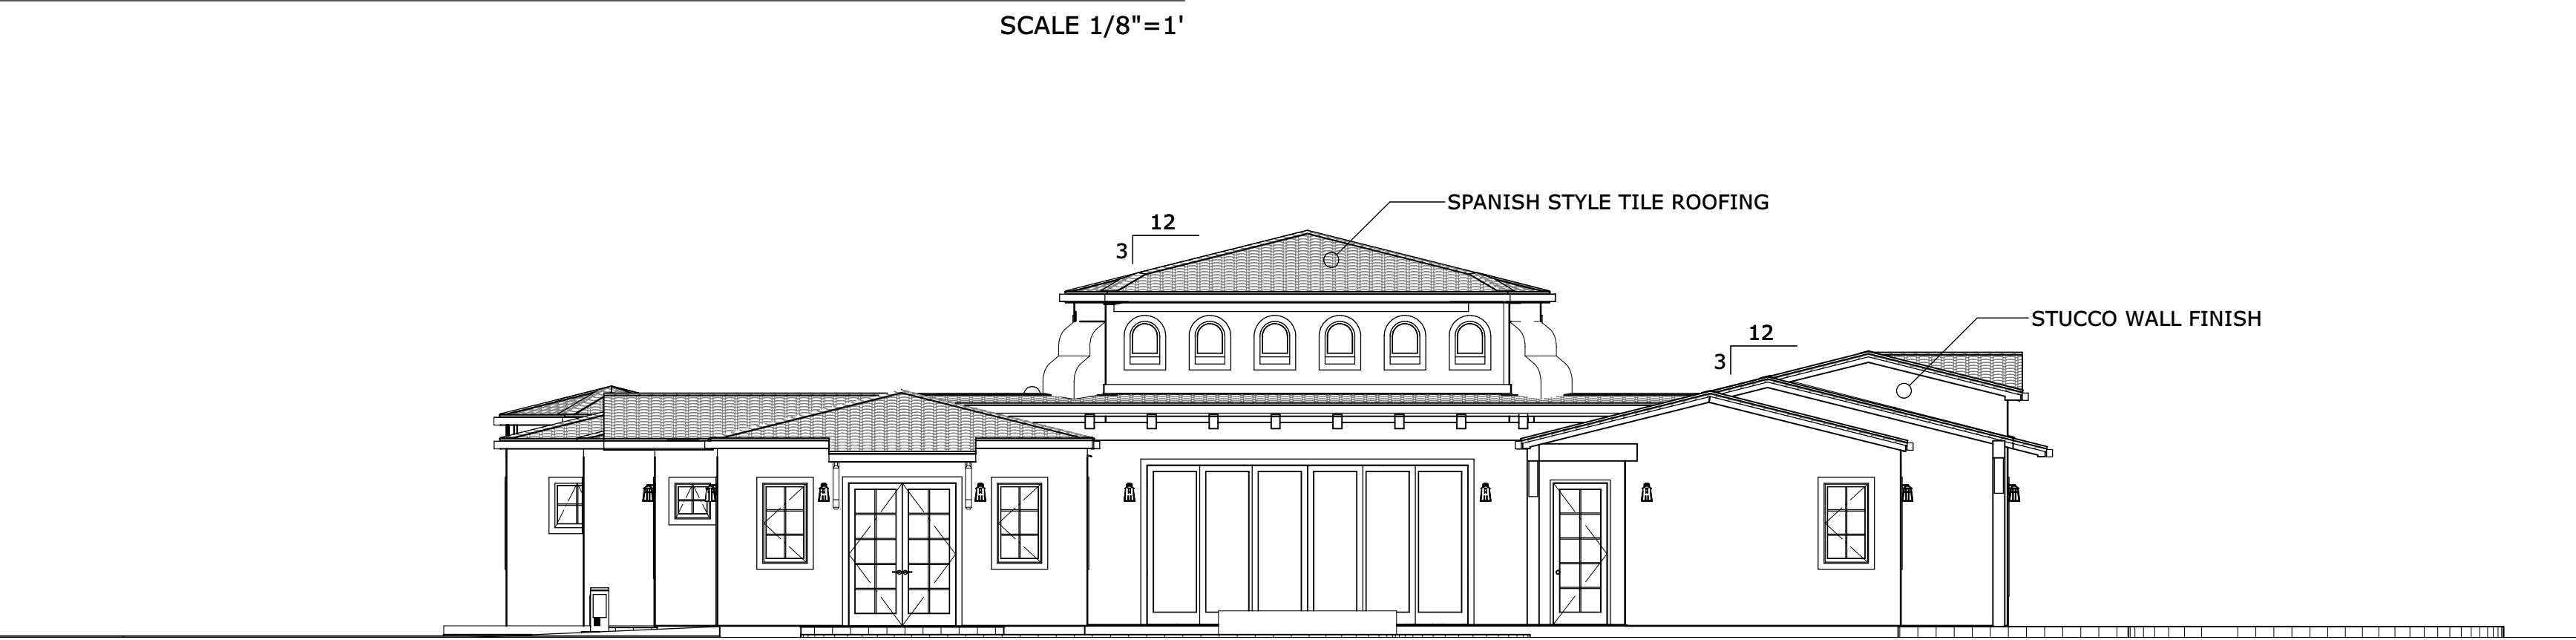 SCALE 1/8"=1'
SPANISH STYLE TILE ROOFING
12
3
STUCCO WALL FINISH
12
3